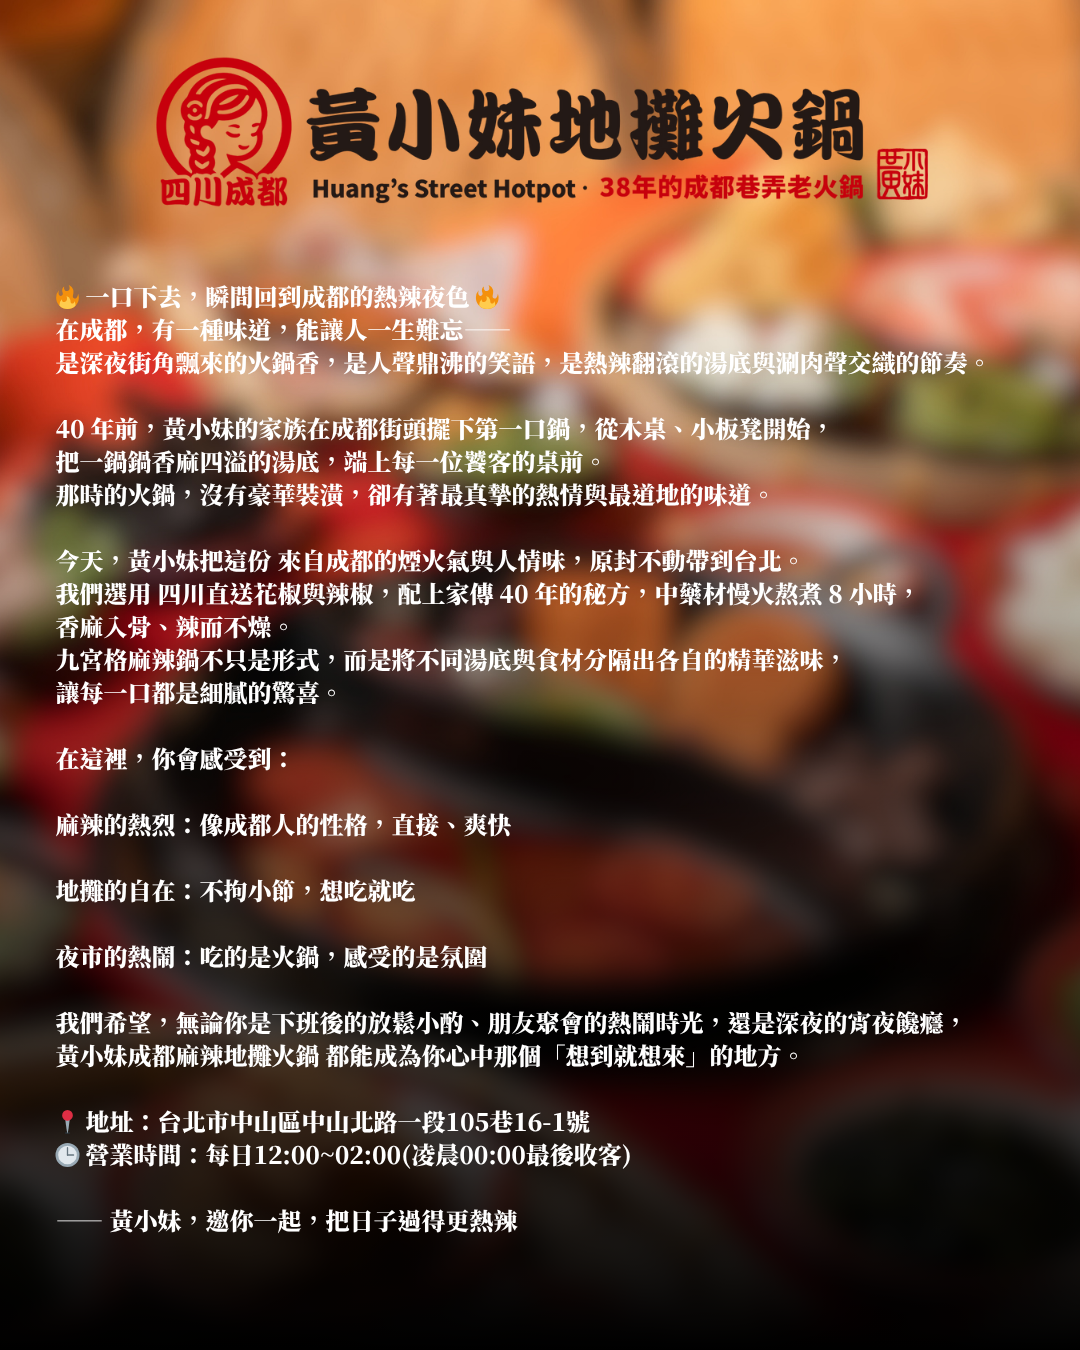 黃小妹地攤火鍋
四川成都
Huang's Street Hotpot · 38年的成都巷弄老火鍋
黃小妹
🔥一口下去，瞬間回到成都的熱辣夜色🔥
在成都，有一種味道，能讓人一生難忘——
是深夜街角飄來的火鍋香，是人聲鼎沸的笑語，是熱辣翻滾的湯底與涮肉聲交織的節奏。
40 年前，黃小妹的家族在成都街頭擺下第一口鍋，從木桌、小板凳開始，
把一鍋鍋香麻四溢的湯底，端上每一位饕客的桌前。
那時的火鍋，沒有豪華裝潢，卻有著最真摯的熱情與最道地的味道。
今天，黃小妹把這份 來自成都的煙火氣與人情味，原封不動帶到台北。
我們選用 四川直送花椒與辣椒，配上家傳 40 年的秘方，中藥材慢火熬煮 8 小時，
香麻入骨、辣而不燥。
九宮格麻辣鍋不只是形式，而是將不同湯底與食材分隔出各自的精華滋味，
讓每一口都是細膩的驚喜。
在這裡，你會感受到：
麻辣的熱烈：像成都人的性格，直接、爽快
地攤的自在：不拘小節，想吃就吃
夜市的熱鬧：吃的是火鍋，感受的是氛圍
我們希望，無論你是下班後的放鬆小酌、朋友聚會的熱鬧時光，還是深夜的宵夜饞癮，
黃小妹成都麻辣地攤火鍋 都能成為你心中那個「想到就想來」的地方。
📍地址：台北市中山區中山北路一段105巷16-1號
🕒營業時間：每日12:00~02:00(凌晨00:00最後收客)
—— 黃小妹，邀你一起，把日子過得更熱辣